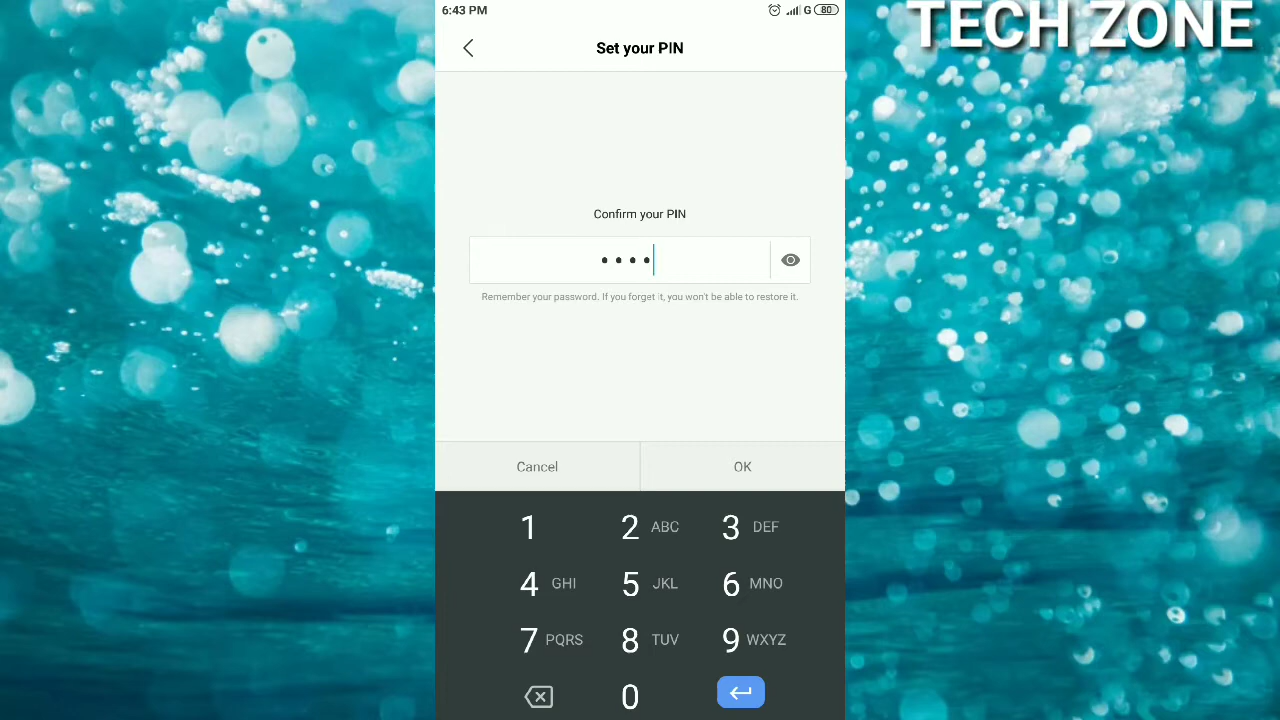 6:43 PM
G
80
TECH ZONE
Set your PIN
Confirm your PIN
Remember your password. If you forget it, you won't be able to restore it.
Cancel
OK
1
2 ABC
3 DEF
4 GHI
5 JKL
6 MNO
7 PQRS
8 TUV
9 WXYZ
0